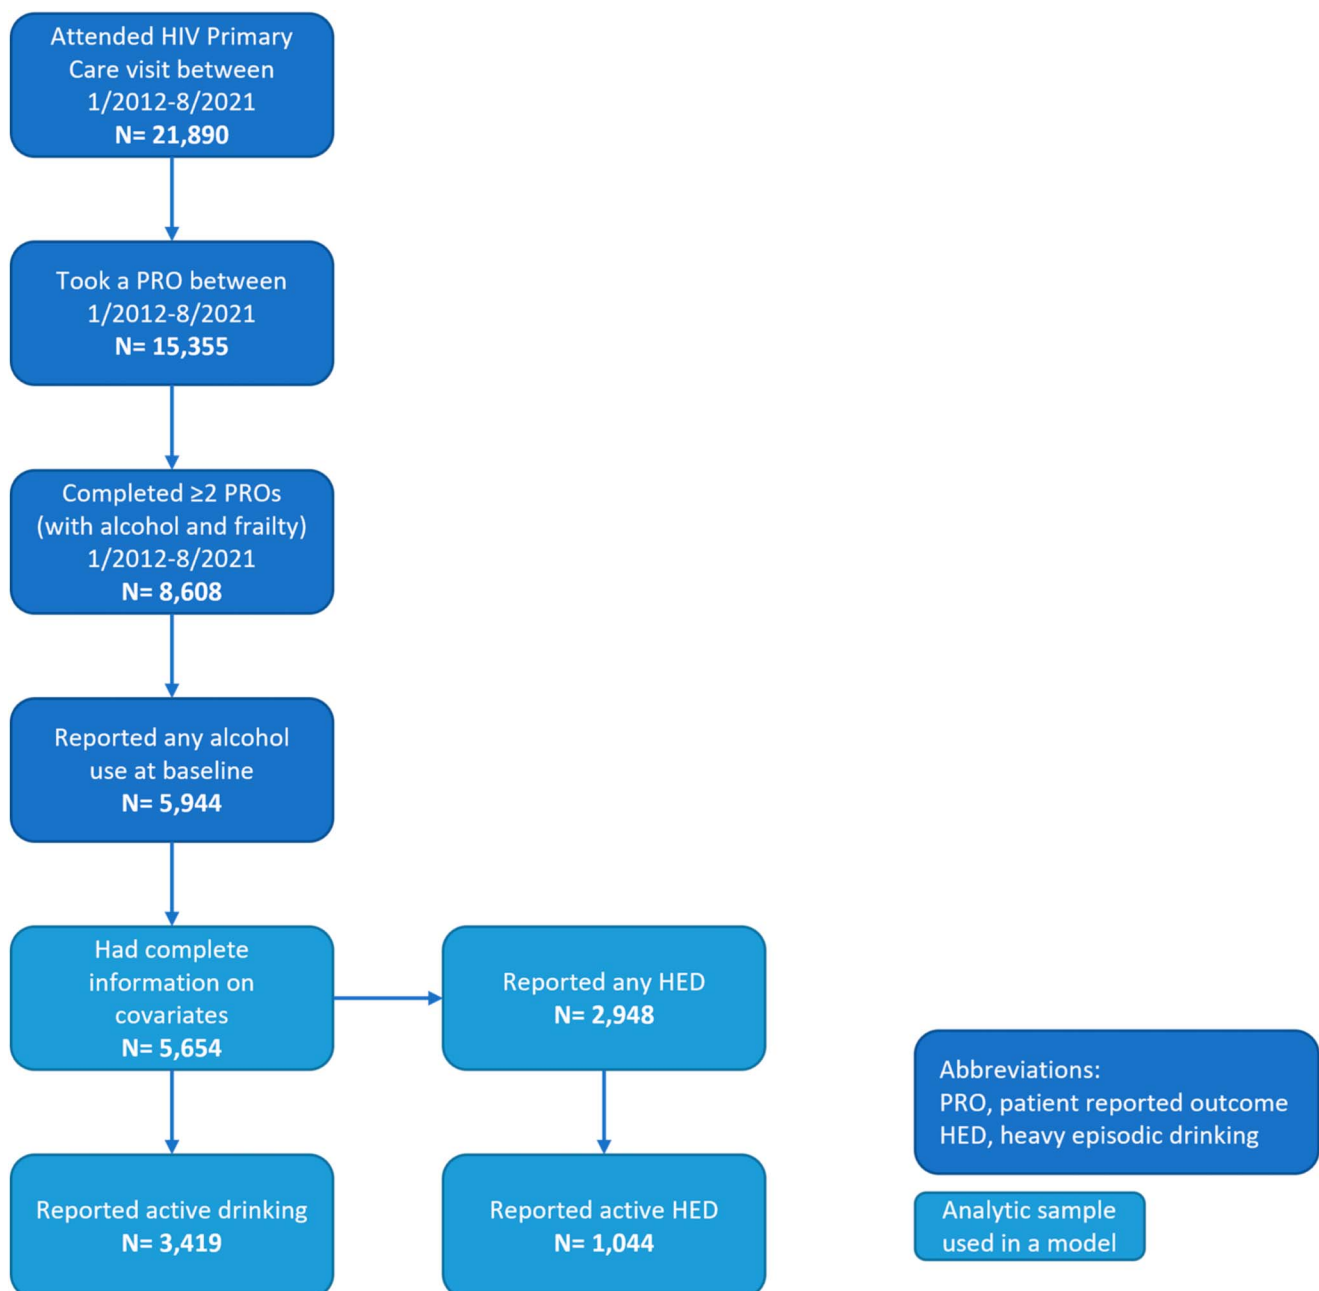 Attended HIV Primary
Care visit between
1/2012-8/2021
N= 21,890
Took a PRO between
1/2012-8/2021
N= 15,355
Completed ≥2 PROs
(with alcohol and frailty)
1/2012-8/2021
N= 8,608
Reported any alcohol
use at baseline
N= 5,944
Had complete
information on
covariates
N= 5,654
Reported any HED
N= 2,948
Reported active drinking
N= 3,419
Reported active HED
N= 1,044
Abbreviations:
PRO, patient reported outcome
HED, heavy episodic drinking
Analytic sample
used in a model